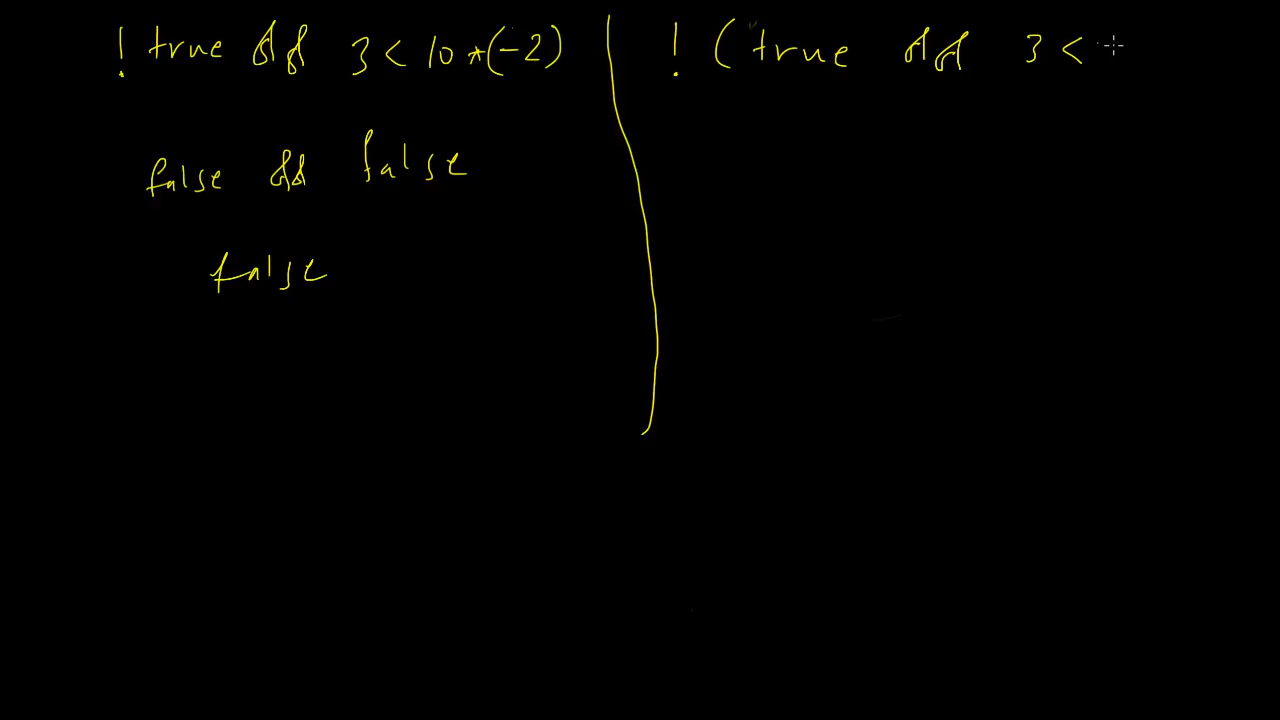 ! true && 3 < 10 * (-2)
false && false
false
! ( true && 3 <